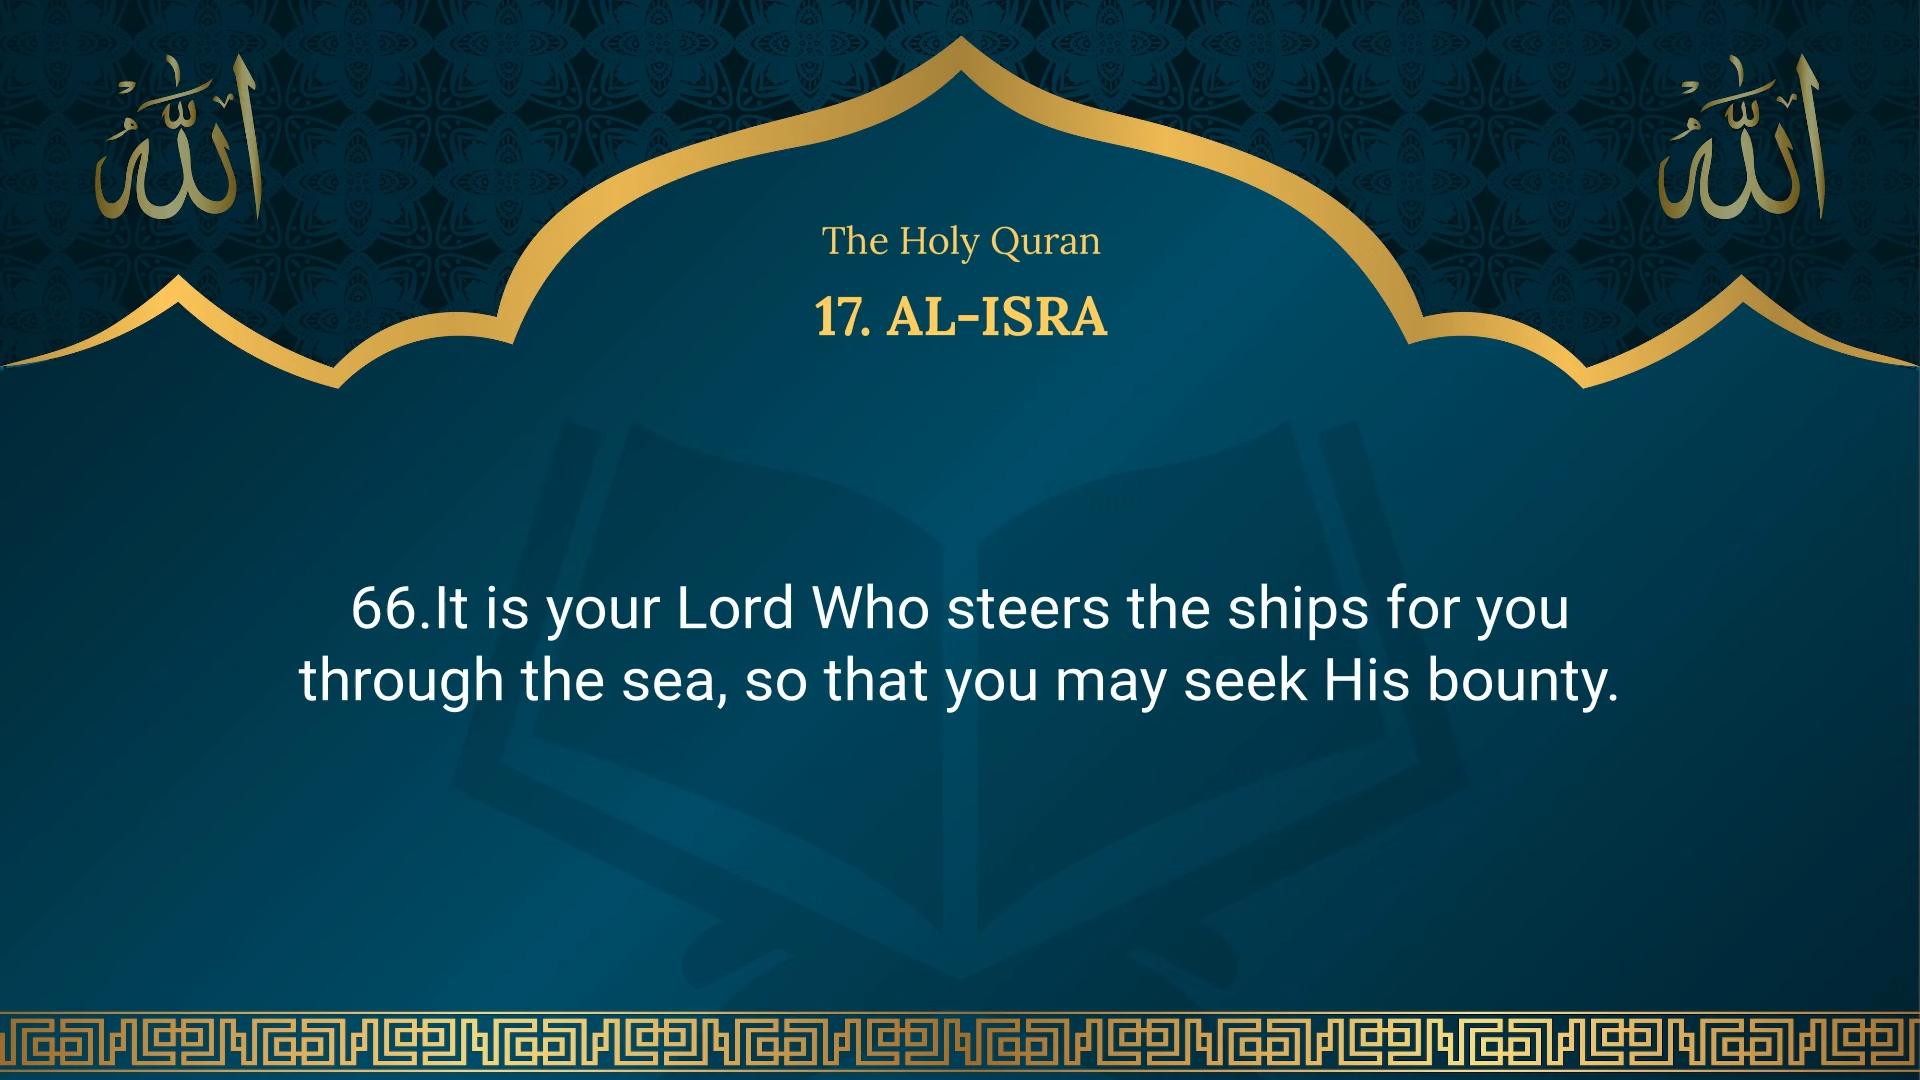 الله
الله
The Holy Quran
17. AL-ISRA
66.It is your Lord Who steers the ships for you
through the sea, so that you may seek His bounty.